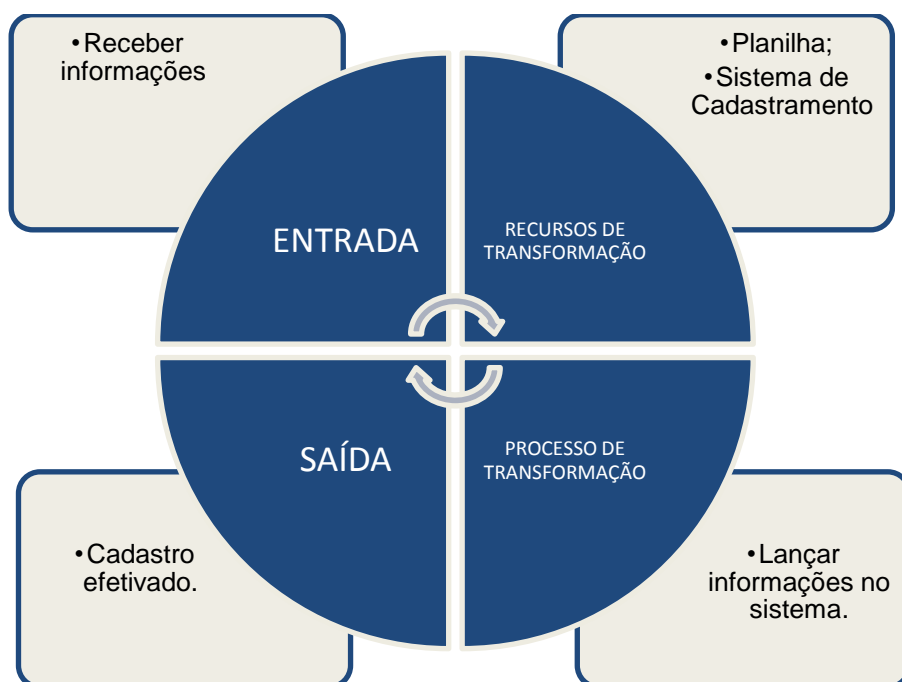 •Receber
informações
•Planilha;
•Sistema de
Cadastramento
ENTRADA
RECURSOS DE
TRANSFORMAÇÃO
SAÍDA
PROCESSO DE
TRANSFORMAÇÃO
•Cadastro
efetivado.
•Lançar
informações no
sistema.